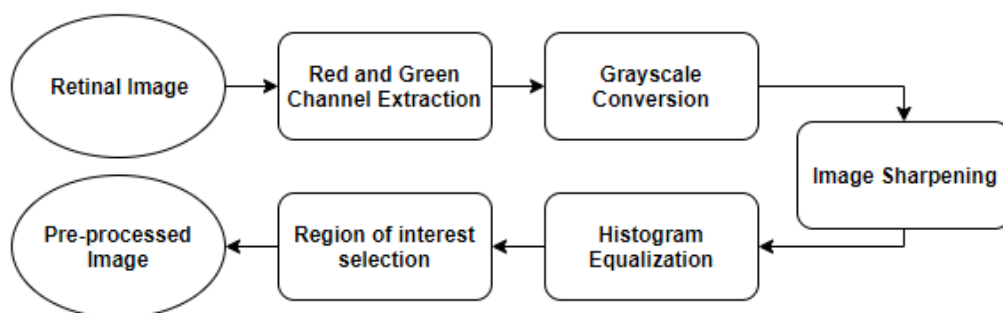 Retinal Image
Red and Green
Channel Extraction
Grayscale
Conversion
Image Sharpening
Histogram
Equalization
Region of interest
selection
Pre-processed
Image